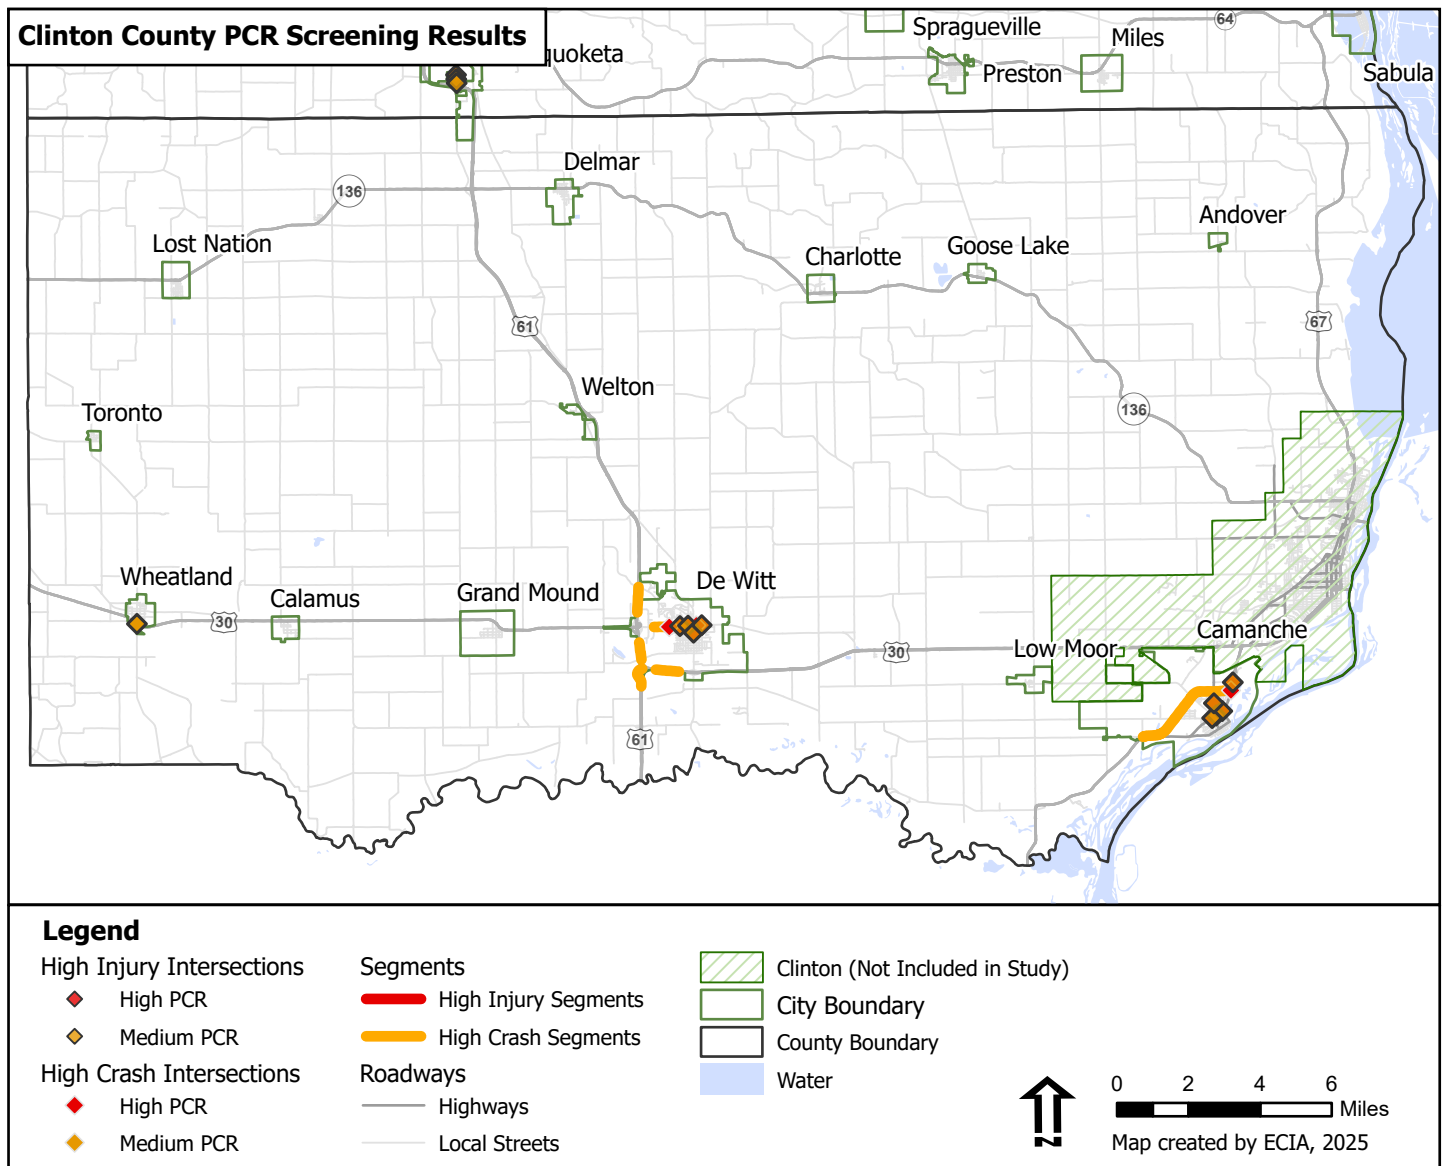 Clinton County PCR Screening Results
quoketa
Spragueville
64
Miles
Preston
Sabula
Delmar
136
Andover
Lost Nation
Charlotte
Goose Lake
61
67
Welton
136
Toronto
Wheatland
De Witt
Calamus
Grand Mound
30
Camanche
Low Moor
30
61
Legend
High Injury Intersections
High PCR
Medium PCR
High Crash Intersections
High PCR
Medium PCR
Segments
High Injury Segments
High Crash Segments
Roadways
Highways
Local Streets
Clinton (Not Included in Study)
City Boundary
County Boundary
Water
N
0 2 4 6
Miles
Map created by ECIA, 2025